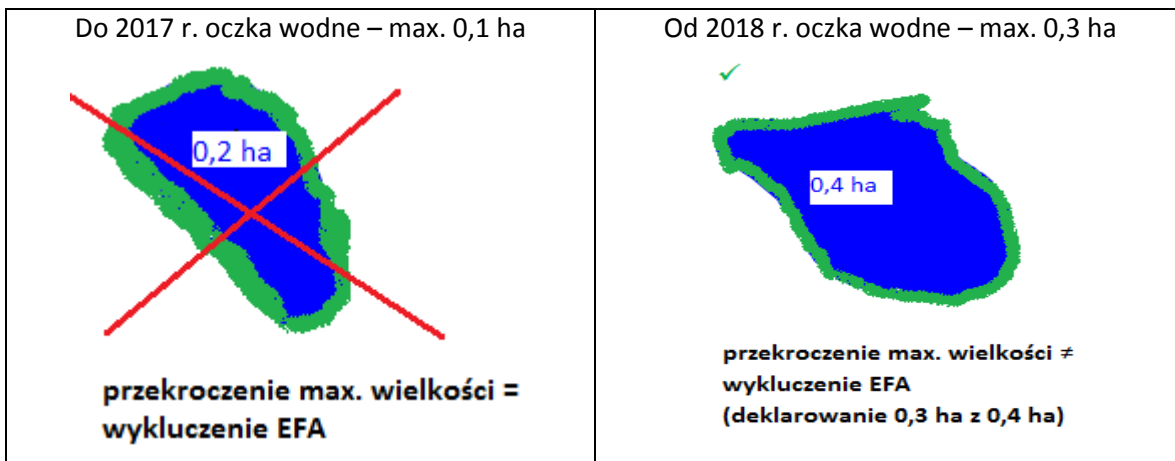 Do 2017 r. oczka wodne – max. 0,1 ha
0,2 ha
przekroczenie max. wielkości =
wykluczenie EFA
Od 2018 r. oczka wodne – max. 0,3 ha
✓
0,4 ha
przekroczenie max. wielkości ≠
wykluczenie EFA
(deklarowanie 0,3 ha z 0,4 ha)